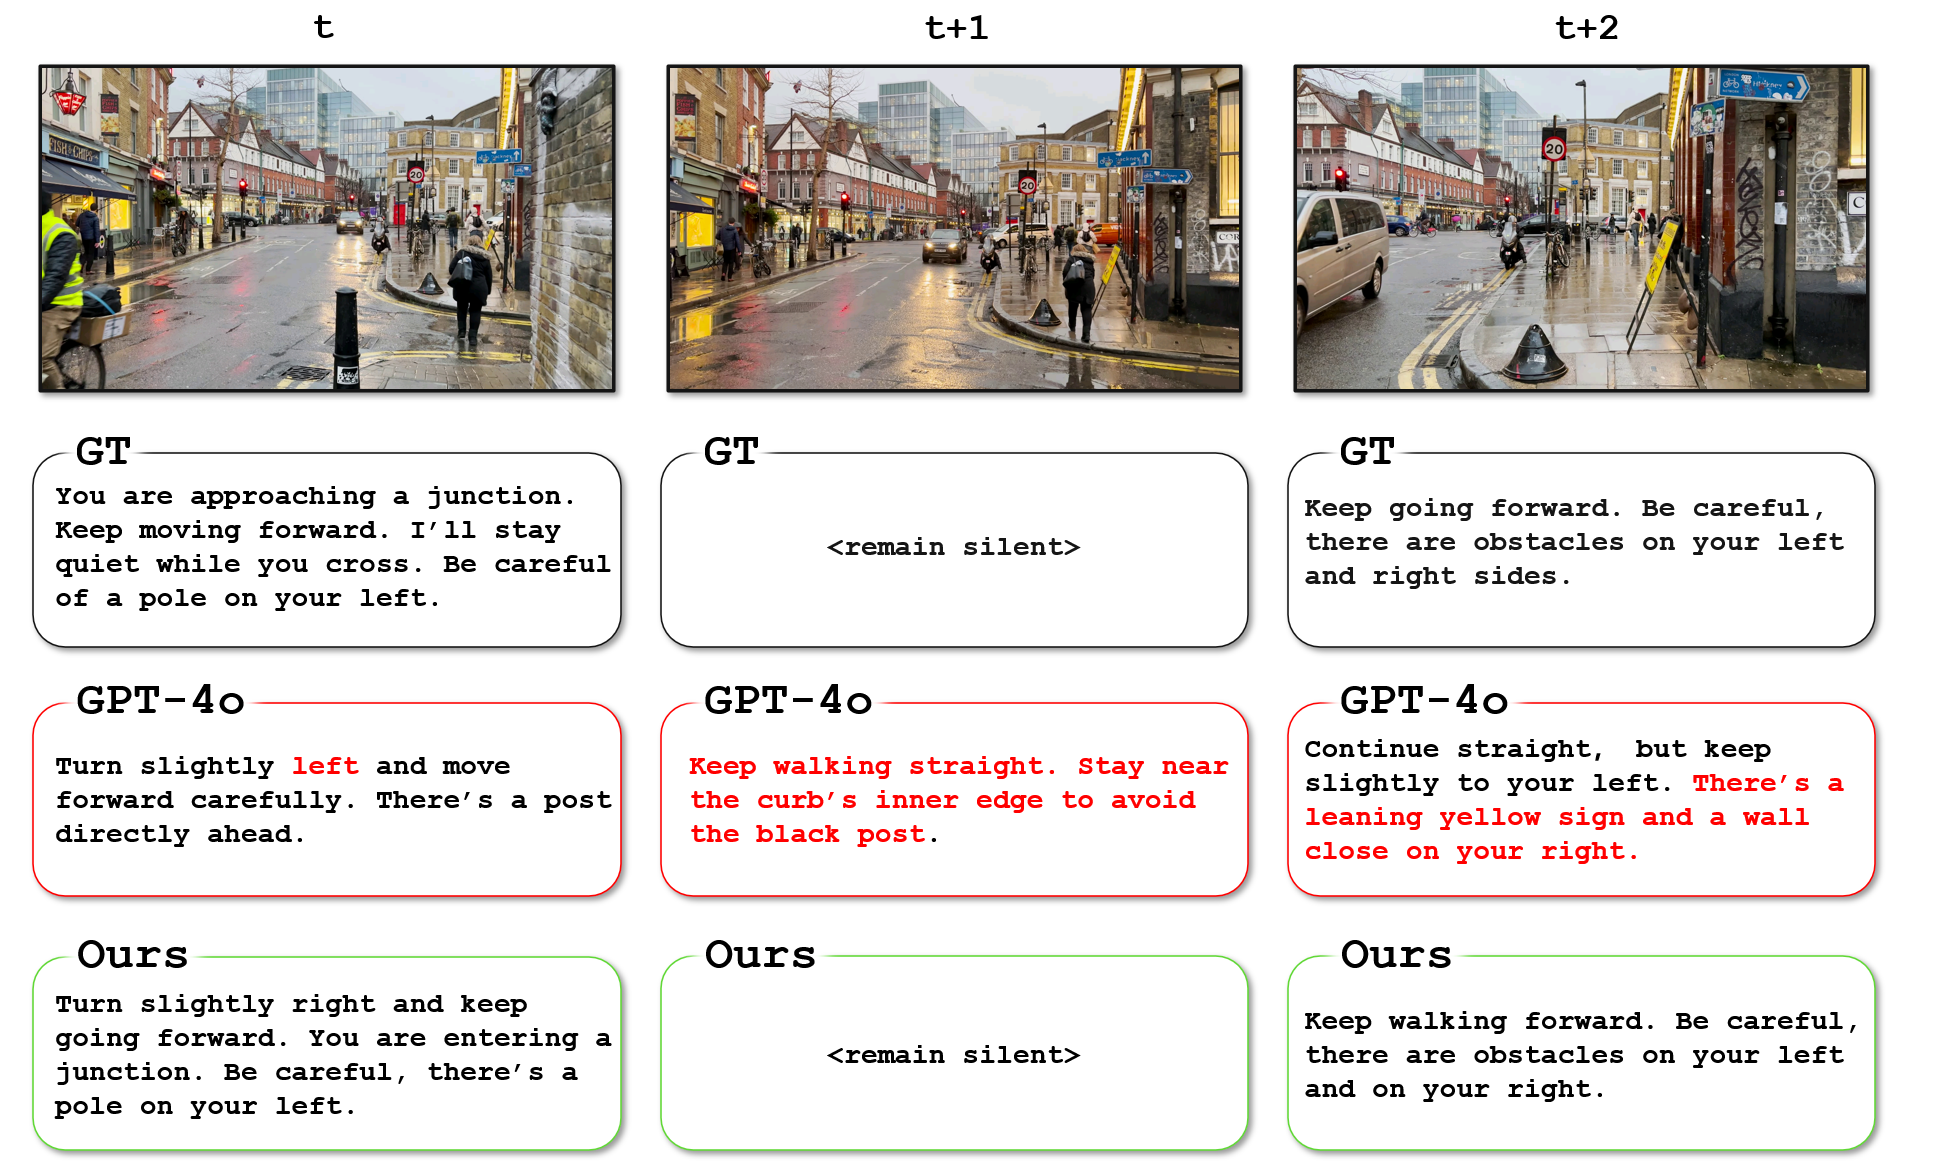 t
t+1
t+2
FISH & CHIPS
20
20
20
GT
You are approaching a junction.
Keep moving forward. I’ll stay
quiet while you cross. Be careful
of a pole on your left.
GT
<remain silent>
GT
Keep going forward. Be careful,
there are obstacles on your left
and right sides.
GPT-4o
Turn slightly left and move
forward carefully. There’s a post
directly ahead.
GPT-4o
Keep walking straight. Stay near
the curb’s inner edge to avoid
the black post.
GPT-4o
Continue straight, but keep
slightly to your left. There’s a
leaning yellow sign and a wall
close on your right.
Ours
Turn slightly right and keep
going forward. You are entering a
junction. Be careful, there’s a
pole on your left.
Ours
<remain silent>
Ours
Keep walking forward. Be careful,
there are obstacles on your left
and on your right.